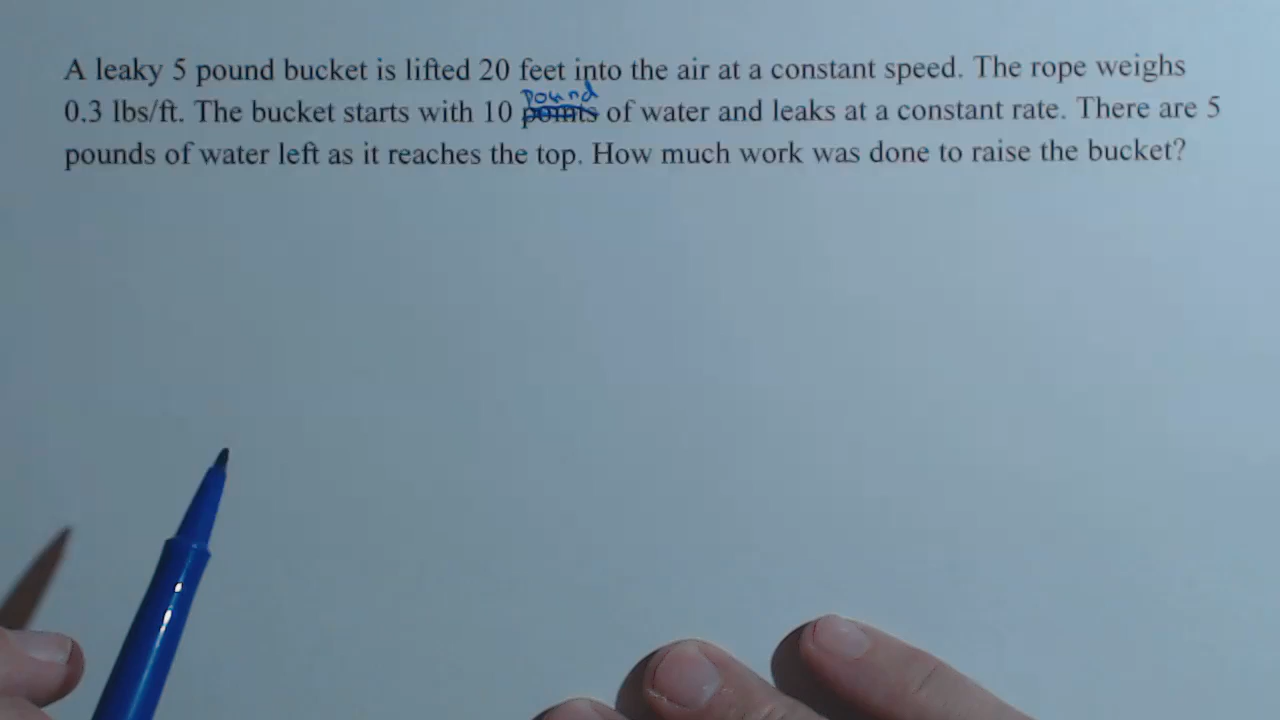 A leaky 5 pound bucket is lifted 20 feet into the air at a constant speed. The rope weighs
pound
0.3 lbs/ft. The bucket starts with 10 points of water and leaks at a constant rate. There are 5
pounds of water left as it reaches the top. How much work was done to raise the bucket?